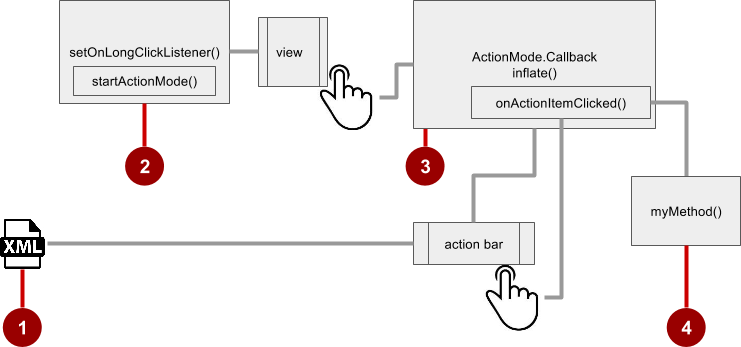 setOnLongClickListener()
startActionMode()
view
ActionMode.Callback
inflate()
onActionItemClicked()
2
3
myMethod()
XML
action bar
1
4